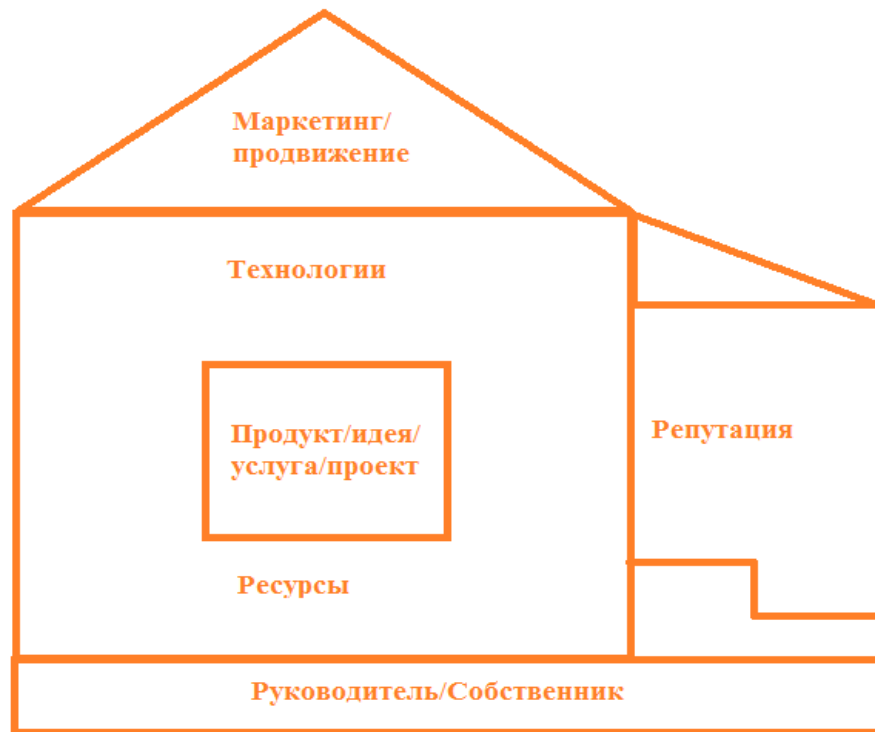 Маркетинг/
продвижение
Технологии
Продукт/идея/
услуга/проект
Репутация
Ресурсы
Руководитель/Собственник